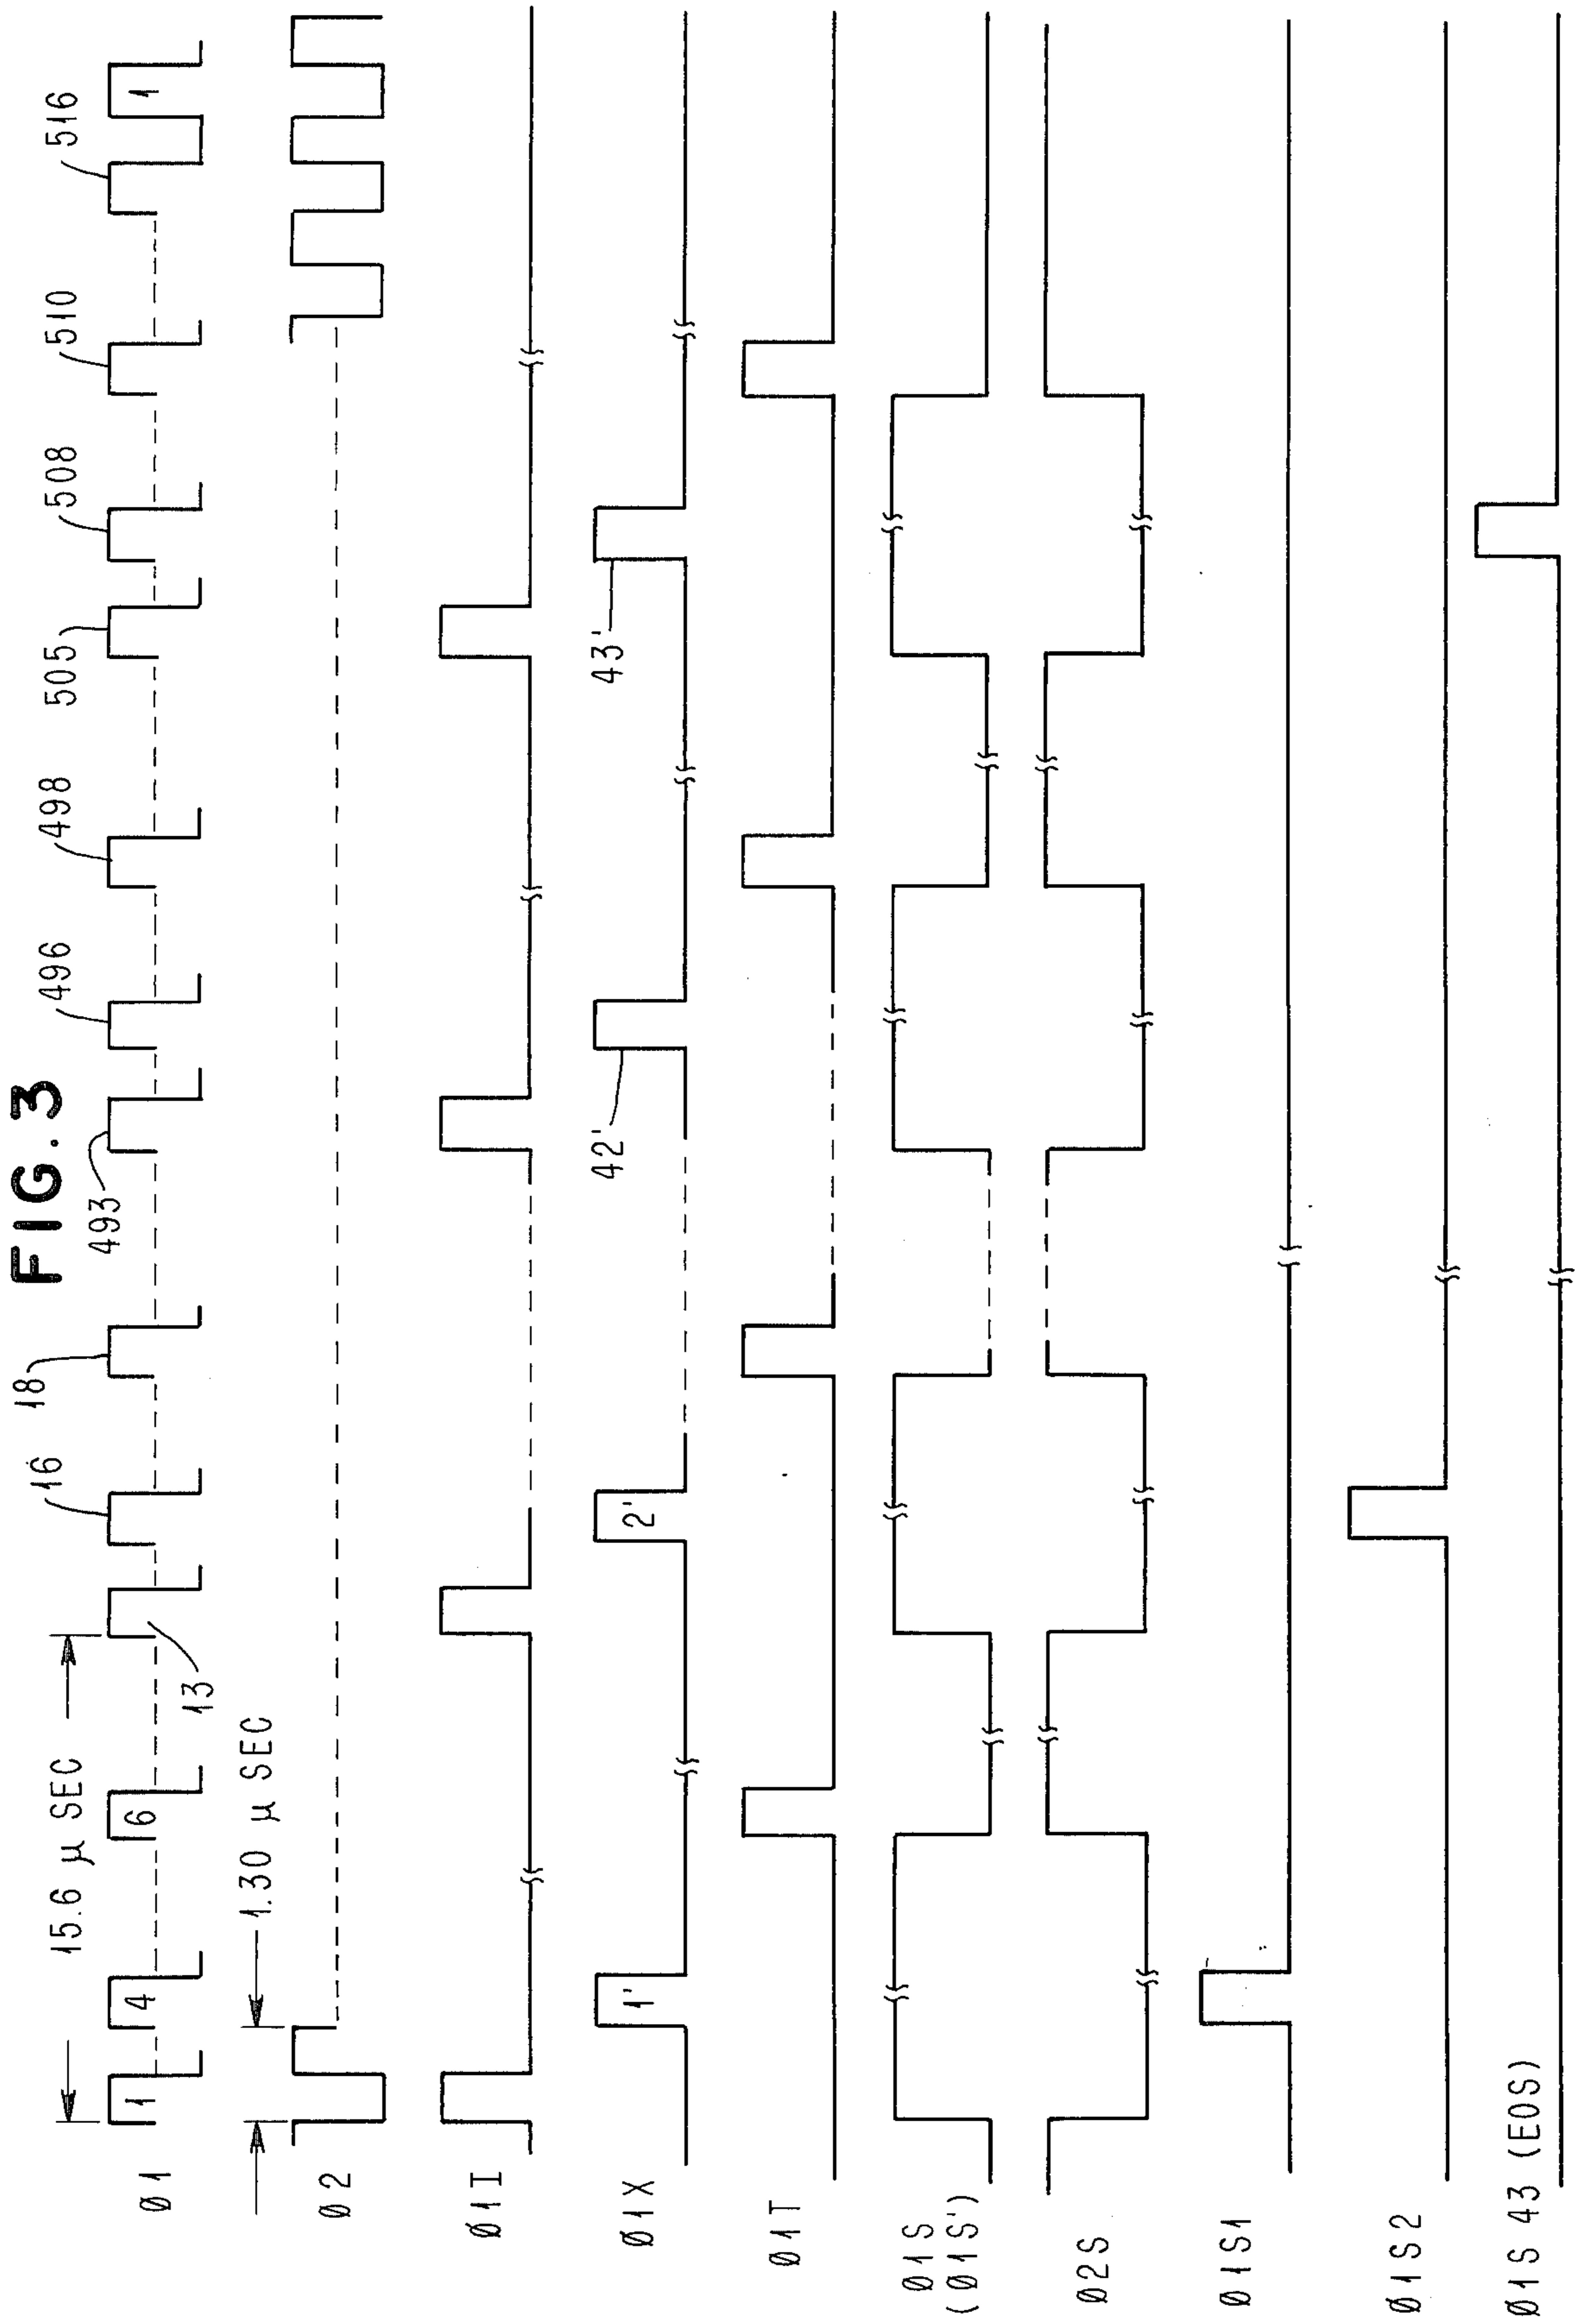 FIG. 3
15.6 μ SEC
1 4 6 13 16 18 493 496 498 505 508 510 516 1
Ø1
1.30 μ SEC
Ø2
Ø1I
Ø1X
1' 2' 42' 43'
Ø1T
Ø1S
(Ø1S')
Ø2S
Ø1S1
Ø1S2
Ø1S 43 (EOS)